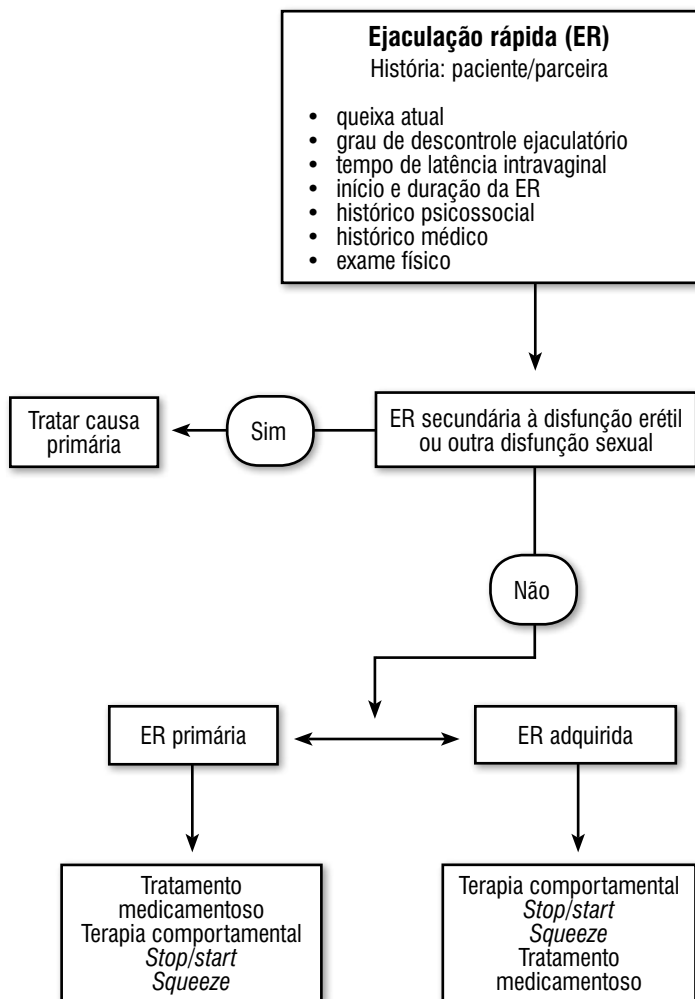 Ejaculação rápida (ER)
História: paciente/parceira
• queixa atual
• grau de descontrole ejaculatório
• tempo de latência intravaginal
• início e duração da ER
• histórico psicossocial
• histórico médico
• exame físico
Tratar causa
primária
Sim
ER secundária à disfunção erétil
ou outra disfunção sexual
Não
ER primária
ER adquirida
Tratamento
medicamentoso
Terapia comportamental
Stop/start
Squeeze
Terapia comportamental
Stop/start
Squeeze
Tratamento
medicamentoso